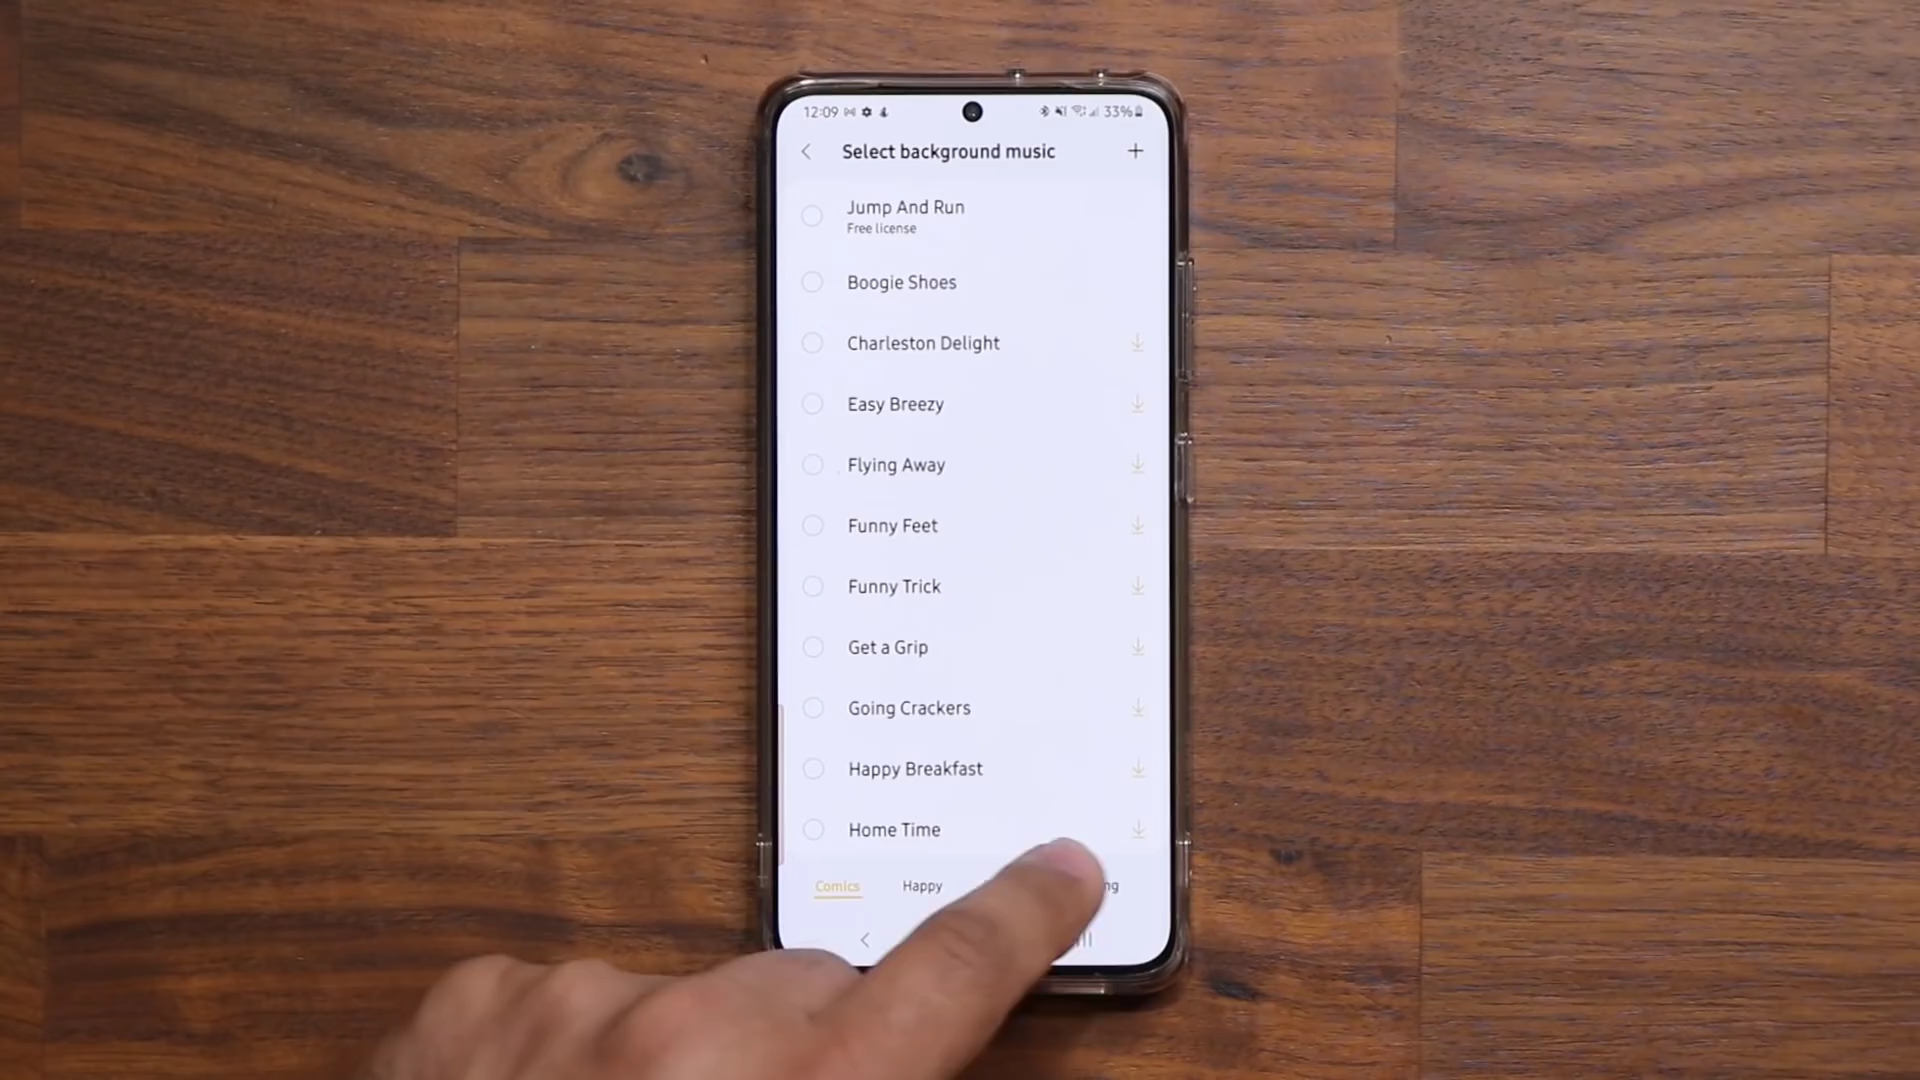 12:09 33%
Select background music
Jump And Run
Free license
Boogie Shoes
Charleston Delight
Easy Breezy
Flying Away
Funny Feet
Funny Trick
Get a Grip
Going Crackers
Happy Breakfast
Home Time
Comics Happy